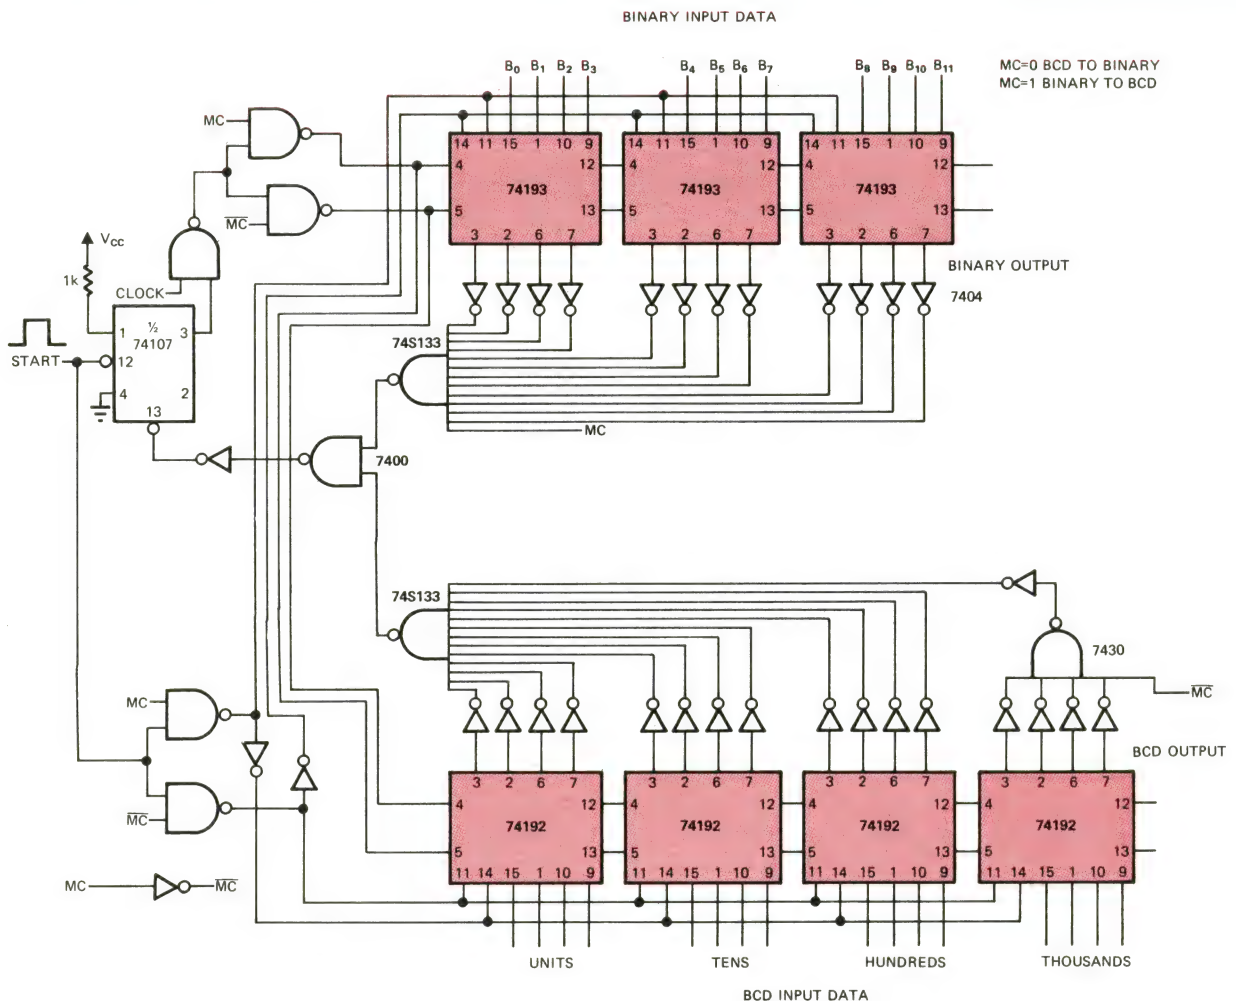 BINARY INPUT DATA
B0 B1 B2 B3 B4 B5 B6 B7 B8 B9 B10 B11
MC=0 BCD TO BINARY
MC=1 BINARY TO BCD
MC
14 11 15 1 10 9 14 11 15 1 10 9 14 11 15 1 10 9
4 12 4 12 4 12
74193 74193 74193
MC
5 13 5 13 5 13
3 2 6 7 3 2 6 7 3 2 6 7
VCC
1k
CLOCK
BINARY OUTPUT
7404
1 ½ 3
74107
START
12
4 2
13
74S133
MC
7400
74S133
7430
MC
MC
BCD OUTPUT
3 2 6 7 3 2 6 7 3 2 6 7 3 2 6 7
4 12 4 12 4 12 4 12
MC
74192 74192 74192 74192
5 13 5 13 5 13 5 13
11 14 15 1 10 9 11 14 15 1 10 9 11 14 15 1 10 9 11 14 15 1 10 9
MC MC
UNITS TENS HUNDREDS THOUSANDS
BCD INPUT DATA